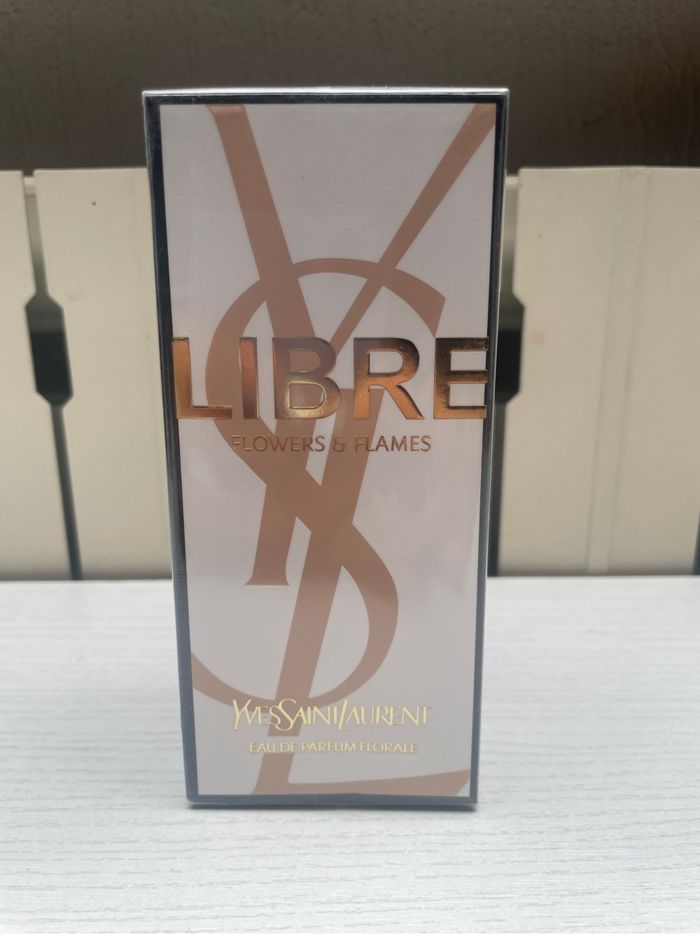 LIBRE
FLOWERS & FLAMES
YVESSAINTLAURENT
EAU DE PARFUM FLORALE